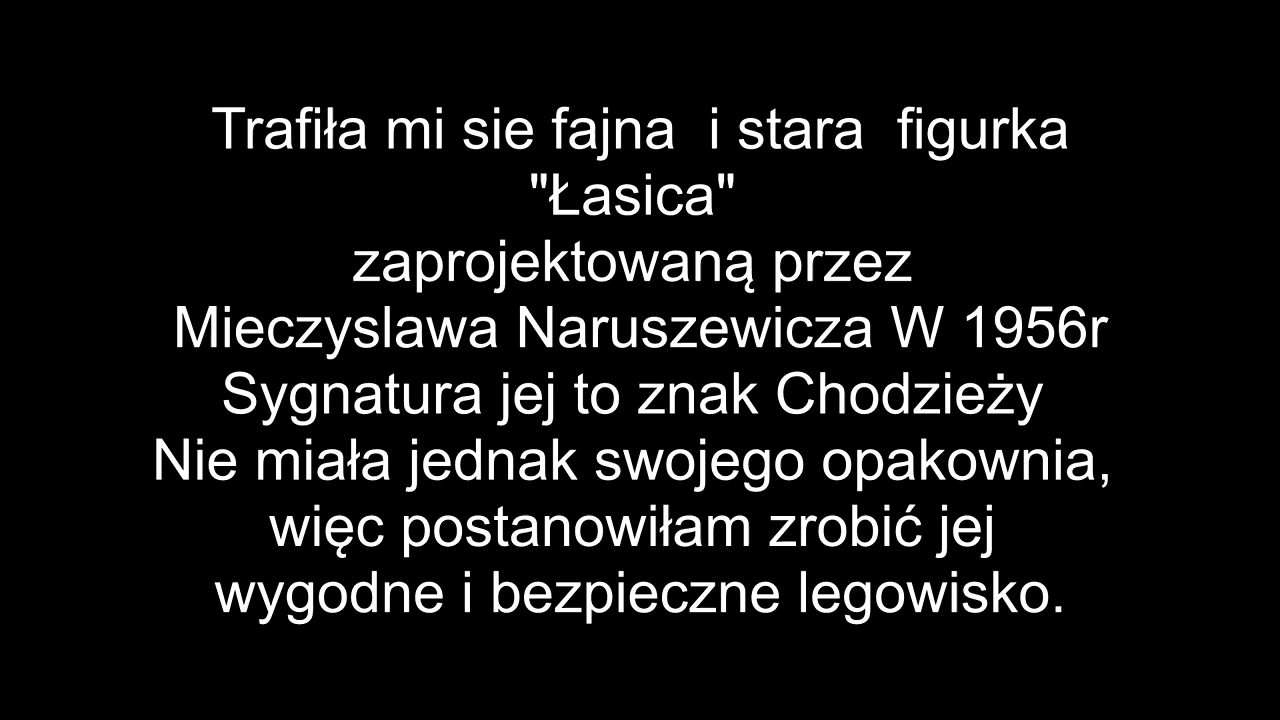 Trafiła mi sie fajna  i stara  figurka
"Łasica"
zaprojektowaną przez
Mieczyslawa Naruszewicza W 1956r
Sygnatura jej to znak Chodzieży
Nie miała jednak swojego opakownia,
więc postanowiłam zrobić jej
wygodne i bezpieczne legowisko.